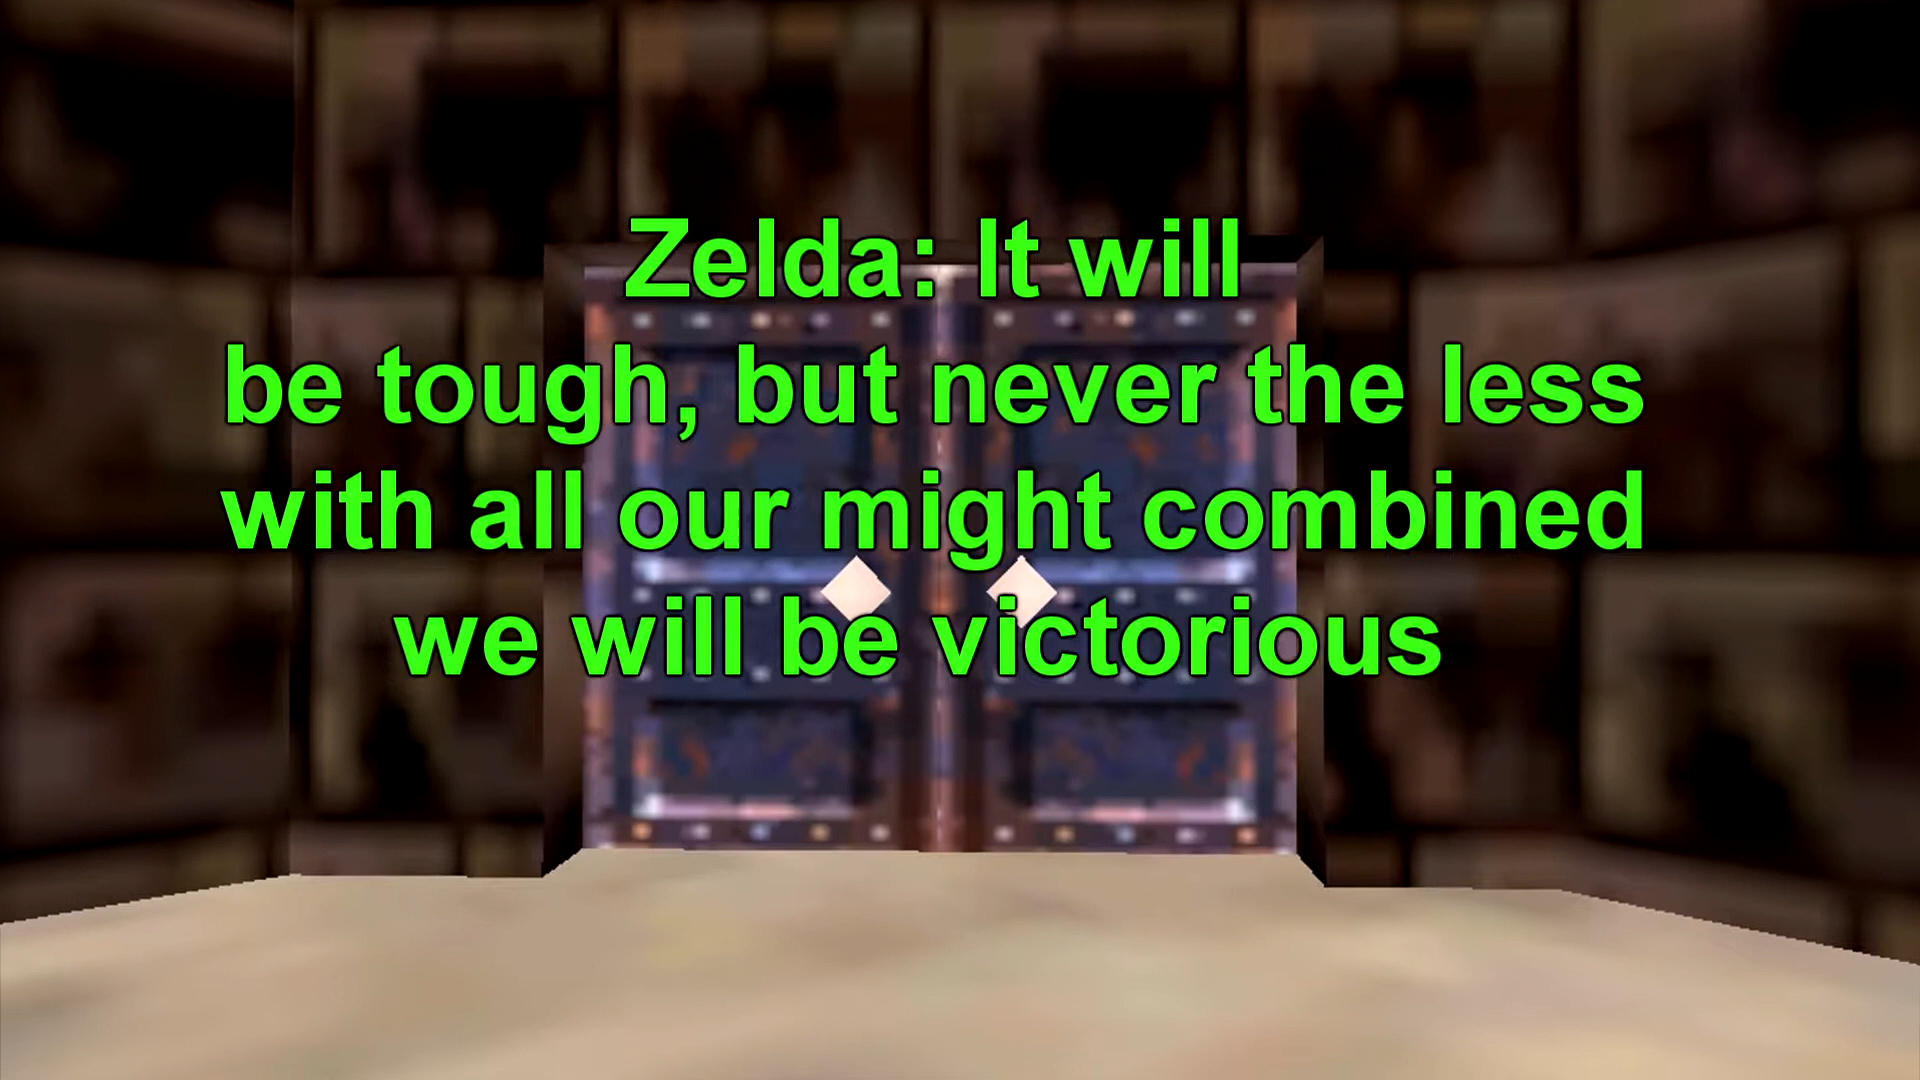 Zelda: It will
be tough, but never the less
with all our might combined
we will be victorious